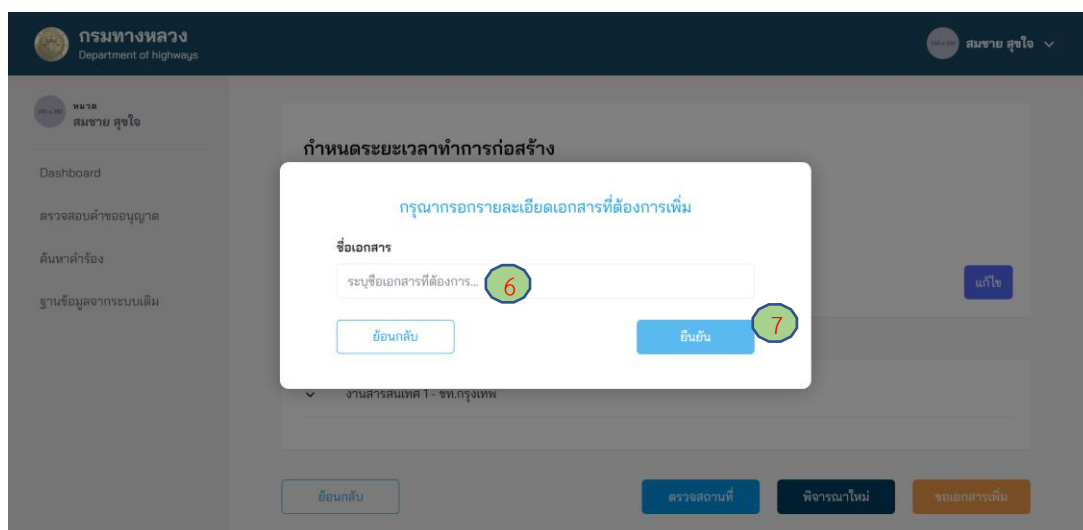 กรมทางหลวง
Department of highways
สมชาย สุขใจ
หมวด
สมชาย สุขใจ
Dashboard
ตรวจสอบคำขออนุญาต
ค้นหาคำร้อง
ฐานข้อมูลจากระบบเดิม
กำหนดระยะเวลาทำการก่อสร้าง
กรุณากรอกรายละเอียดเอกสารที่ต้องการเพิ่ม
ชื่อเอกสาร
ระบุชื่อเอกสารที่ต้องการ...
6
แก้ไข
ย้อนกลับ
ยืนยัน
7
งานสารสนเทศ 1 - ขท.กรุงเทพ
ย้อนกลับ
ตรวจสถานที่
พิจารณาใหม่
ขอเอกสารเพิ่ม